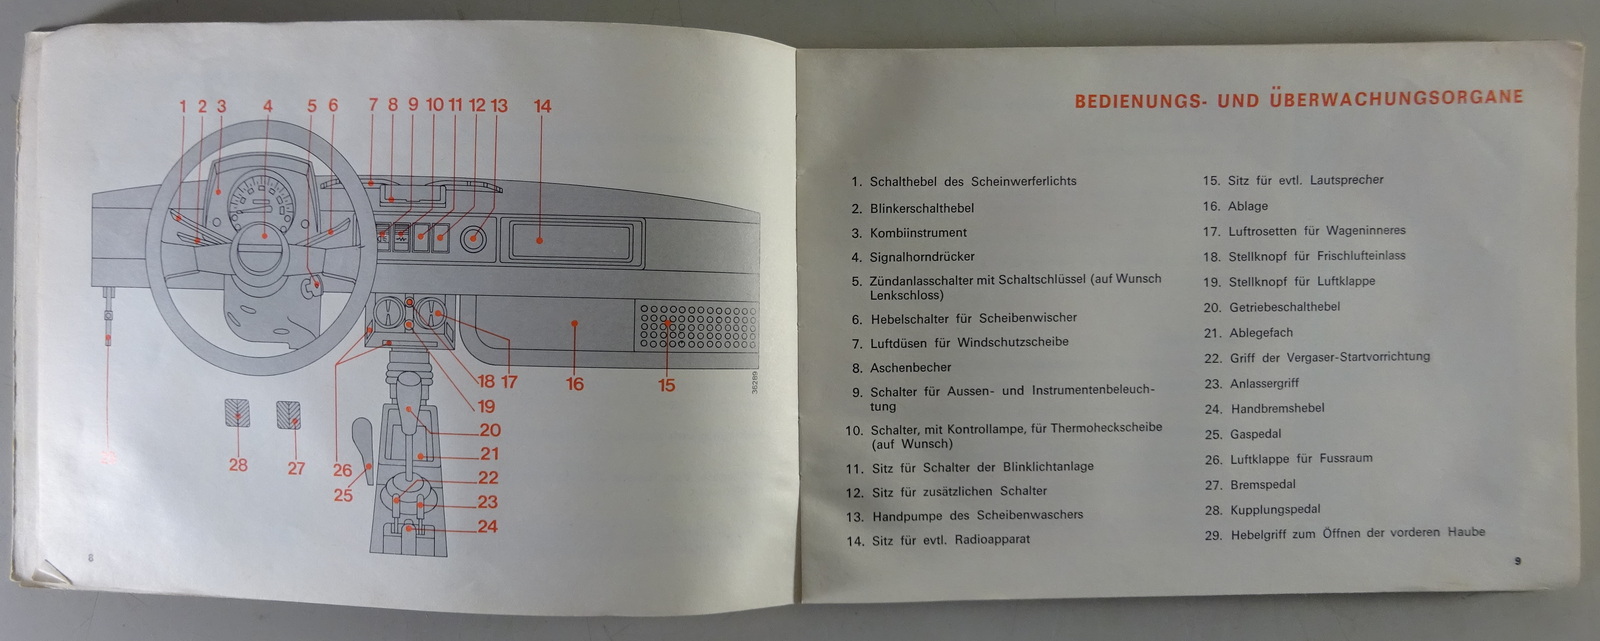 1 2 3 4 5 6 7 8 9 10 11 12 13 14
36289
18 17 16 15
19
20
21
22
23
24
28 27 26
25
8
BEDIENUNGS- UND ÜBERWACHUNGSORGANE
1. Schalthebel des Scheinwerferlichts
2. Blinkerschalthebel
3. Kombiinstrument
4. Signalhorndrücker
5. Zündanlasschalter mit Schaltschlüssel (auf Wunsch
Lenkschloss)
6. Hebelschalter für Scheibenwischer
7. Luftdüsen für Windschutzscheibe
8. Aschenbecher
9. Schalter für Aussen- und Instrumentenbeleuch-
tung
10. Schalter, mit Kontrollampe, für Thermoheckscheibe
(auf Wunsch)
11. Sitz für Schalter der Blinklichtanlage
12. Sitz für zusätzlichen Schalter
13. Handpumpe des Scheibenwaschers
14. Sitz für evtl. Radioapparat
15. Sitz für evtl. Lautsprecher
16. Ablage
17. Luftrosetten für Wageninneres
18. Stellknopf für Frischlufteinlass
19. Stellknopf für Luftklappe
20. Getriebeschalthebel
21. Ablegefach
22. Griff der Vergaser-Startvorrichtung
23. Anlassergriff
24. Handbremshebel
25. Gaspedal
26. Luftklappe für Fussraum
27. Bremspedal
28. Kupplungspedal
29. Hebelgriff zum Öffnen der vorderen Haube
9